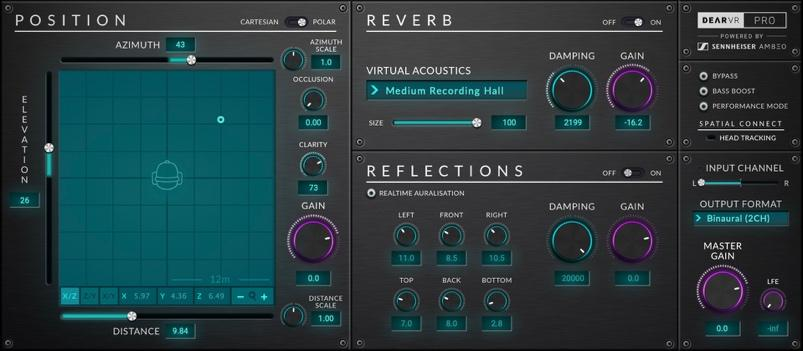 POSITION
CARTESIAN POLAR
AZIMUTH 43
AZIMUTH SCALE
1.0
OCCLUSION
0.00
CLARITY
73
GAIN
0.0
ELEVATION
26
12m
X/Z Z/Y X/Y X 5.97 Y 4.36 Z 6.49
DISTANCE 9.84
DISTANCE SCALE
1.00
REVERB
OFF ON
VIRTUAL ACOUSTICS
Medium Recording Hall
SIZE 100
DAMPING
2199
GAIN
-16.2
REFLECTIONS
OFF ON
REALTIME AURALISATION
LEFT FRONT RIGHT
11.0 8.5 10.5
TOP BACK BOTTOM
7.0 8.0 2.8
DAMPING
20000
GAIN
0.0
DEARVR PRO
POWERED BY
SENNHEISER AMBEO
BYPASS
BASS BOOST
PERFORMANCE MODE
SPATIAL CONNECT
HEAD TRACKING
INPUT CHANNEL
L R
OUTPUT FORMAT
Binaural (2CH)
MASTER GAIN
0.0
LFE
-inf